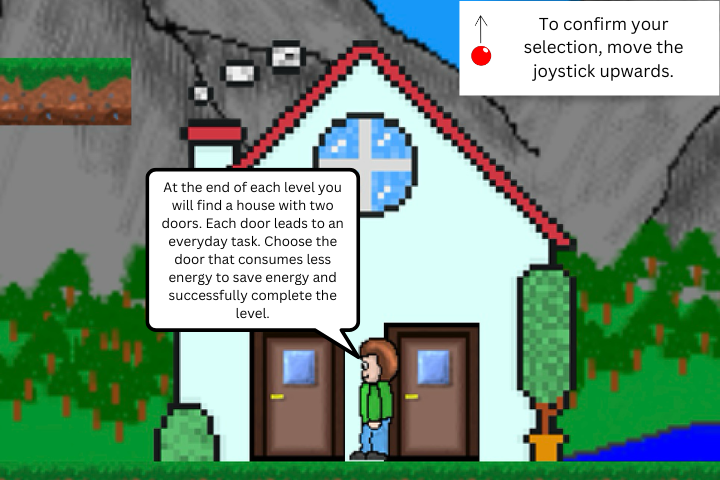 To confirm your
selection, move the
joystick upwards.
At the end of each level you
will find a house with two
doors. Each door leads to an
everyday task. Choose the
door that consumes less
energy to save energy and
successfully complete the
level.